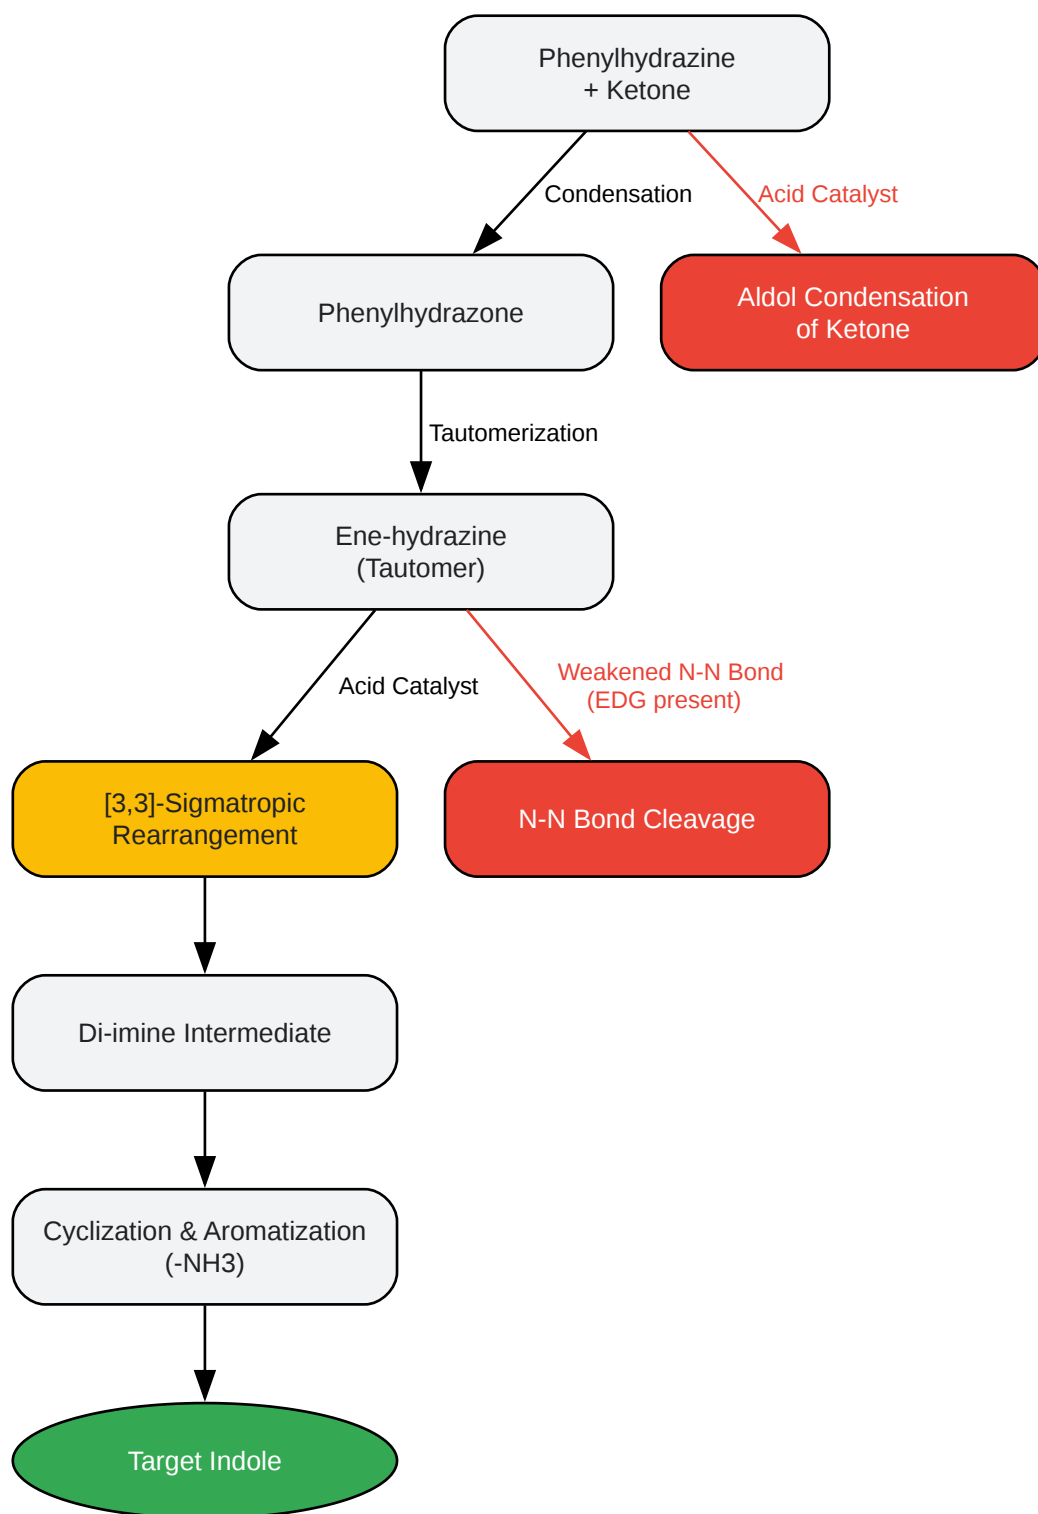 Phenylhydrazine
+ Ketone
Condensation
Acid Catalyst
Phenylhydrazone
Aldol Condensation
of Ketone
Tautomerization
Ene-hydrazine
(Tautomer)
Acid Catalyst
Weakened N-N Bond
(EDG present)
[3,3]-Sigmatropic
Rearrangement
N-N Bond Cleavage
Di-imine Intermediate
Cyclization & Aromatization
(-NH3)
Target Indole